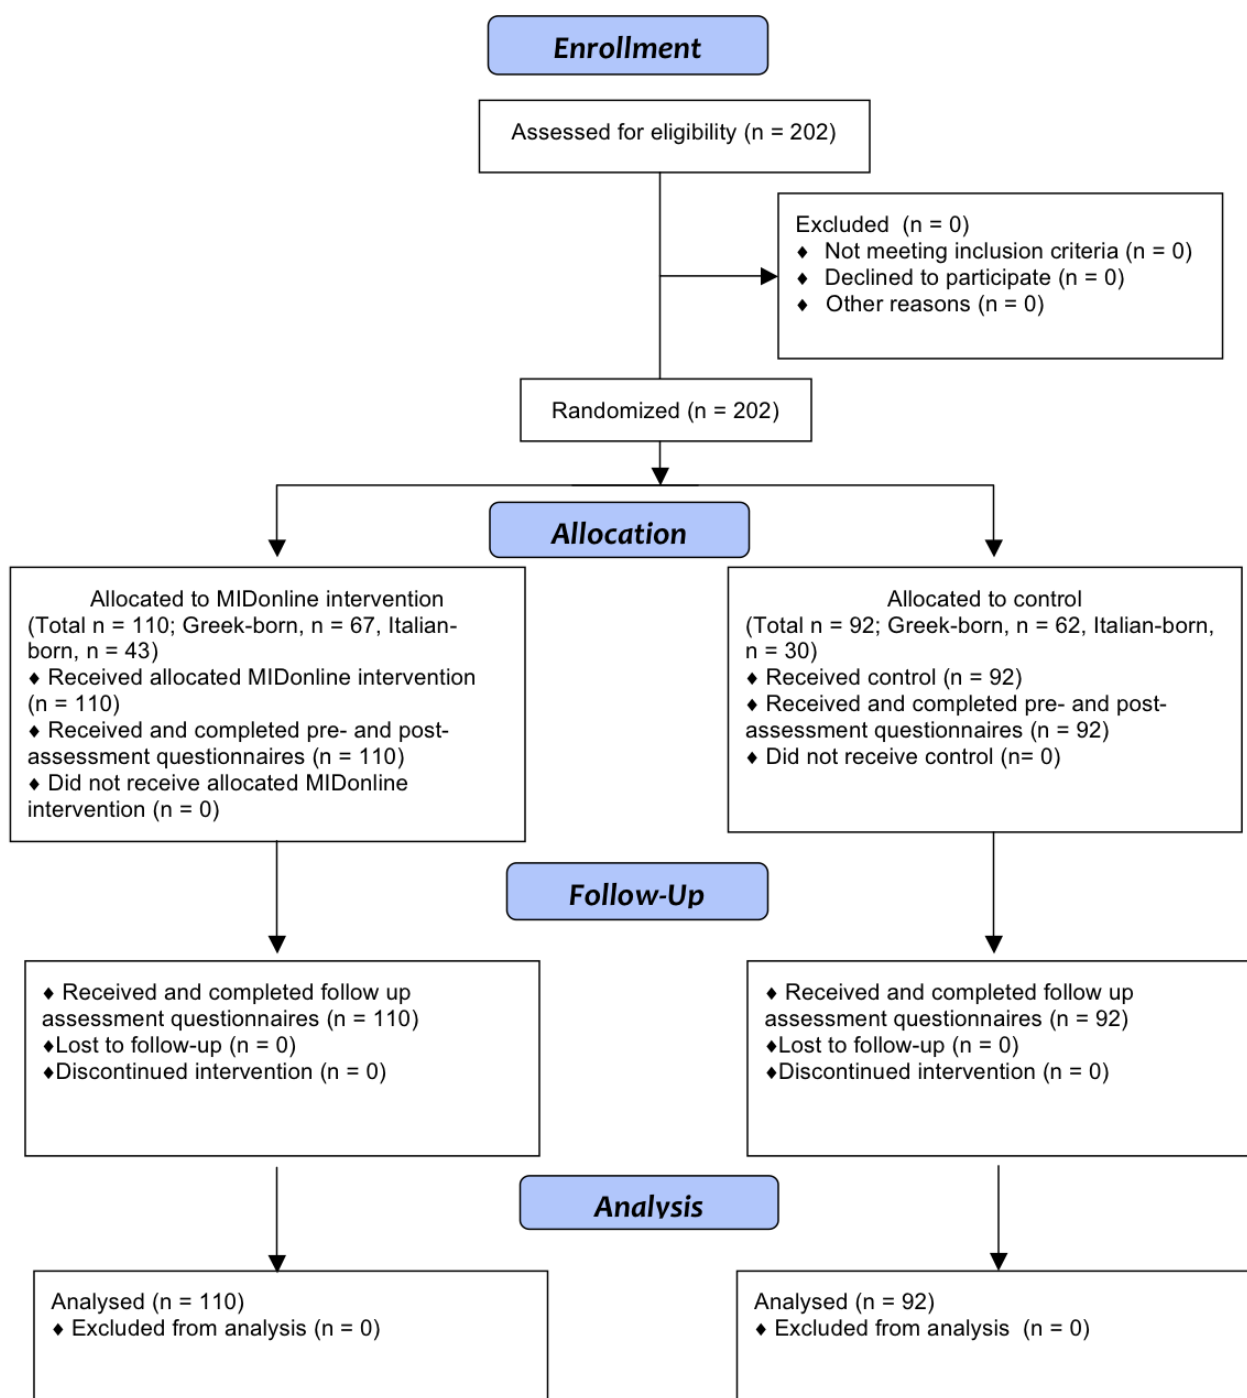 Enrollment
Assessed for eligibility (n = 202)
Excluded  (n = 0)
♦ Not meeting inclusion criteria (n = 0)
♦ Declined to participate (n = 0)
♦ Other reasons (n = 0)
Randomized (n = 202)
Allocation
Allocated to MIDonline intervention
(Total n = 110; Greek-born, n = 67, Italian-
born, n = 43)
♦ Received allocated MIDonline intervention
(n = 110)
♦ Received and completed pre- and post-
assessment questionnaires (n = 110)
♦ Did not receive allocated MIDonline
intervention (n = 0)
Allocated to control
(Total n = 92; Greek-born, n = 62, Italian-born,
n = 30)
♦ Received control (n = 92)
♦ Received and completed pre- and post-
assessment questionnaires (n = 92)
♦ Did not receive control (n= 0)
Follow-Up
♦ Received and completed follow up
assessment questionnaires (n = 110)
♦Lost to follow-up (n = 0)
♦Discontinued intervention (n = 0)
♦ Received and completed follow up
assessment questionnaires (n = 92)
♦Lost to follow-up (n = 0)
♦Discontinued intervention (n = 0)
Analysis
Analysed (n = 110)
♦ Excluded from analysis (n = 0)
Analysed (n = 92)
♦ Excluded from analysis  (n = 0)